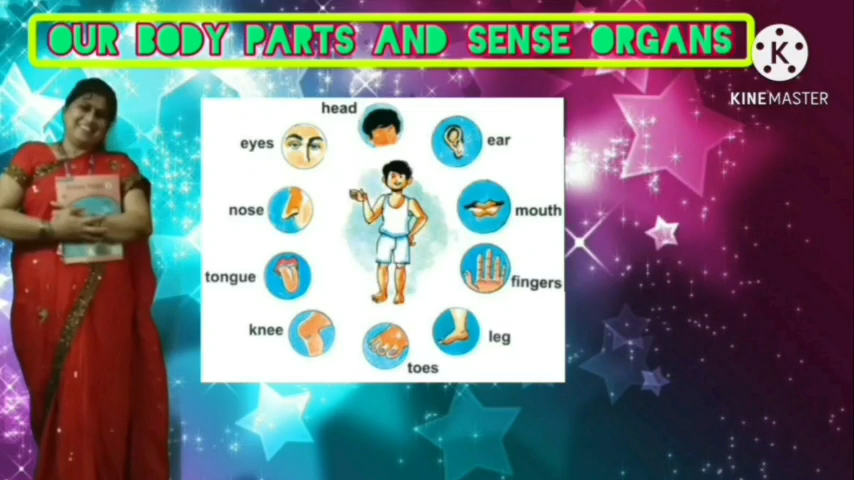 OUR BODY PARTS AND SENSE ORGANS
K
KINEMASTER
head
eyes
ear
nose
mouth
tongue
fingers
knee
leg
toes